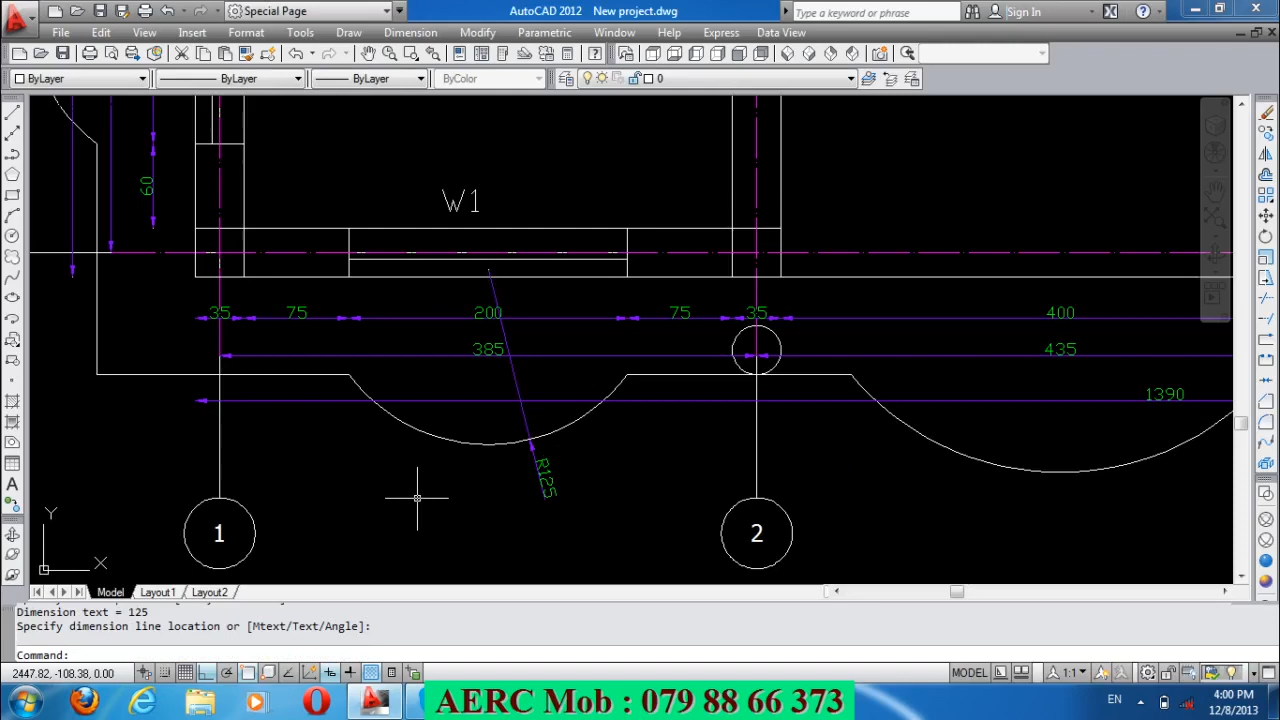 Special Page
AutoCAD 2012 New project.dwg
Type a keyword or phrase
Sign In
File Edit View Insert Format Tools Draw Dimension Modify Parametric Window Help Express Data View
ByLayer
ByLayer
ByLayer
ByColor
0
60
W1
35 75 200 75 35 400
385 435
1390
R125
Y
X
1
2
Model Layout1 Layout2
Dimension text = 125
Specify dimension line location or [Mtext/Text/Angle]:
Command:
2447.82, -108.38, 0.00
MODEL
1:1
AERC Mob : 079 88 66 373
EN
4:00 PM
12/8/2013